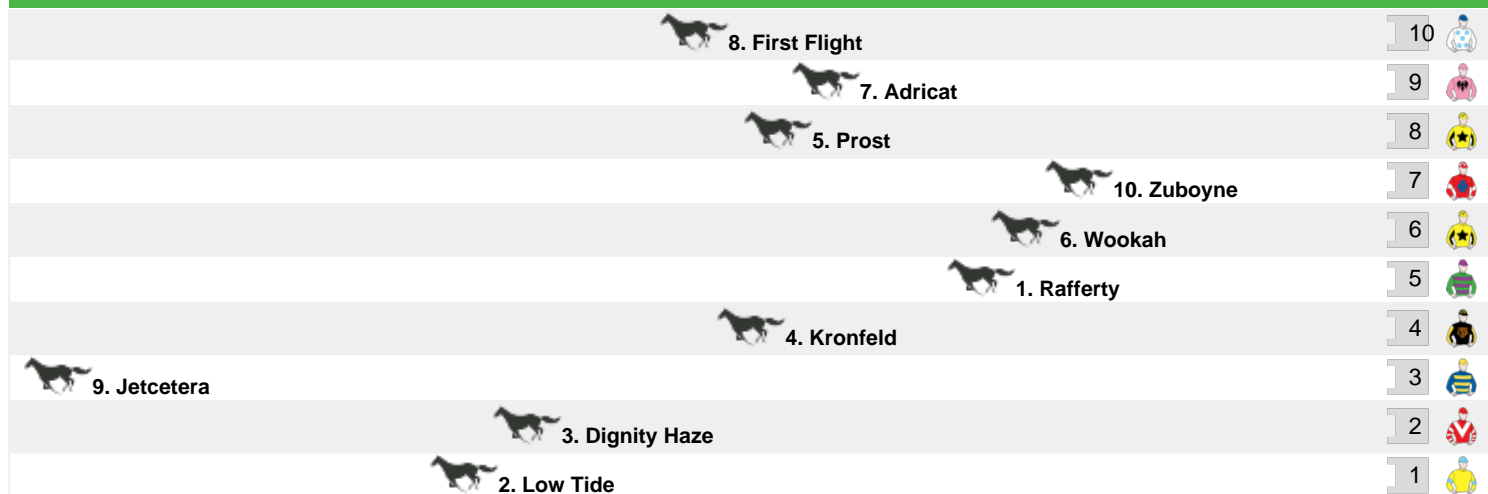 8. First Flight 10
7. Adricat 9
5. Prost 8
10. Zuboyne 7
6. Wookah 6
1. Rafferty 5
4. Kronfeld 4
9. Jetcetera 3
3. Dignity Haze 2
2. Low Tide 1